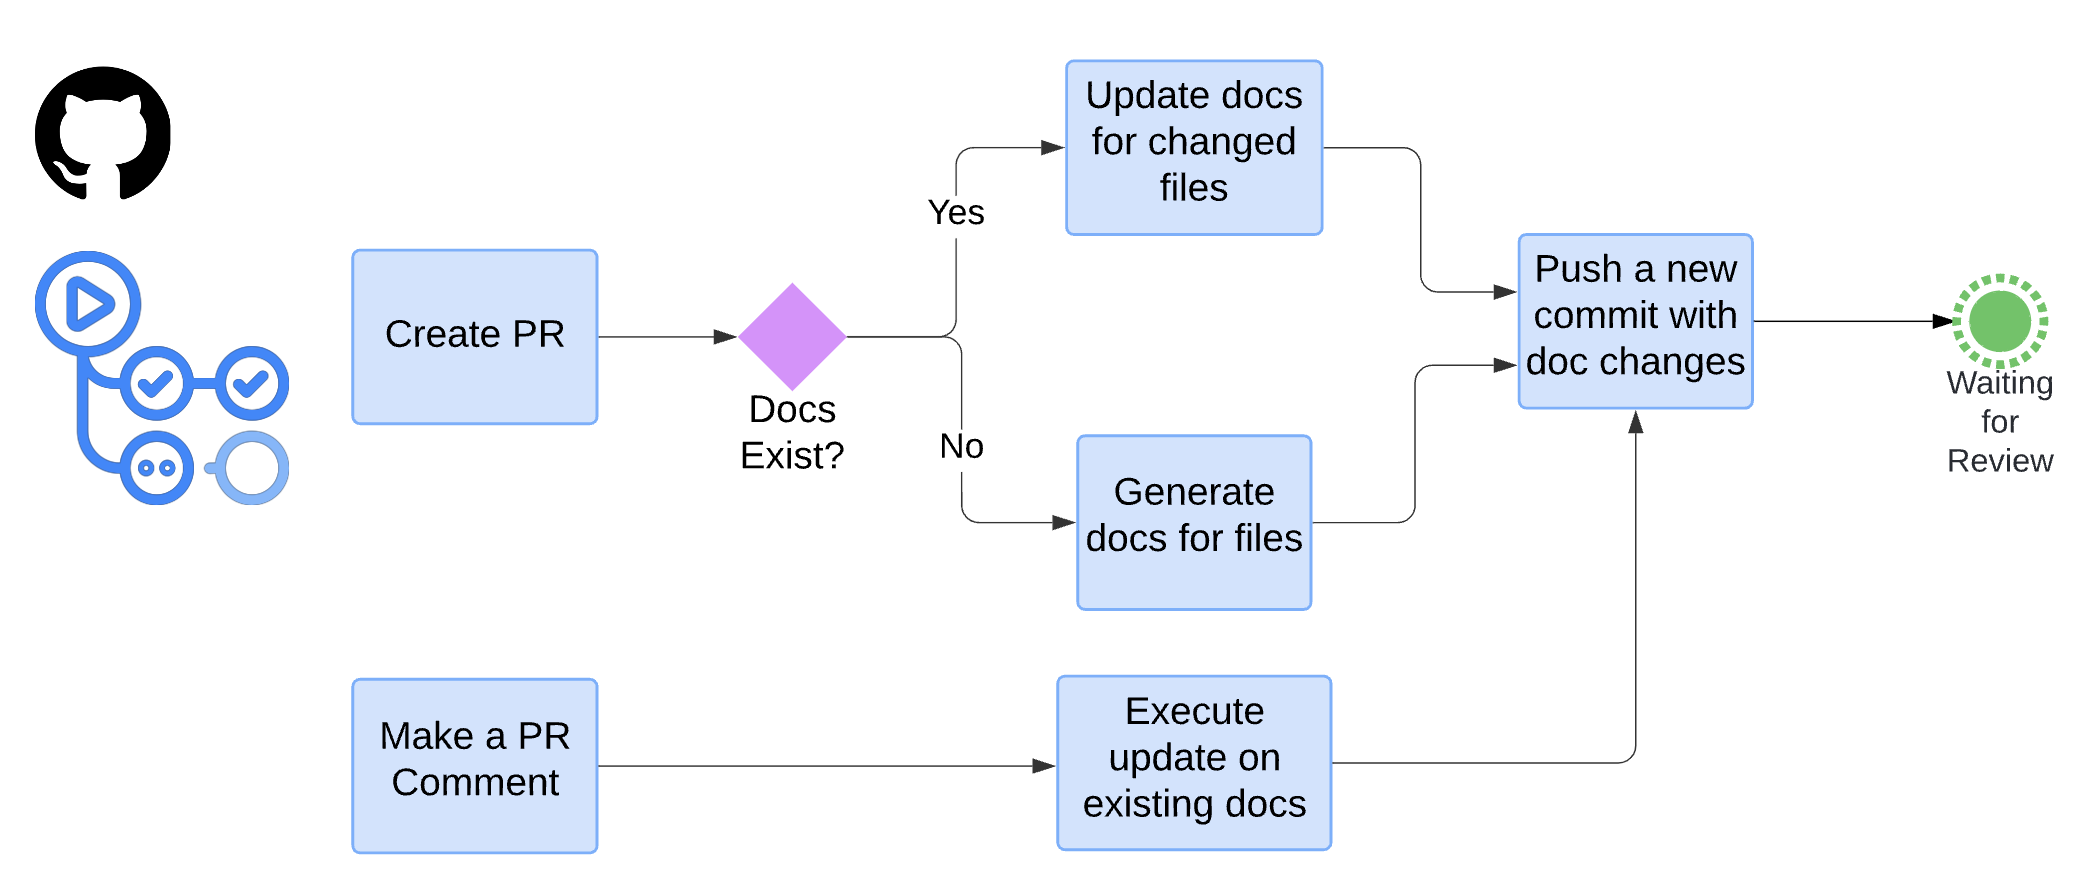 Update docs
for changed
files
Yes
Create PR
Docs
Exist?
No
Generate
docs for files
Push a new
commit with
doc changes
Waiting
for
Review
Make a PR
Comment
Execute
update on
existing docs